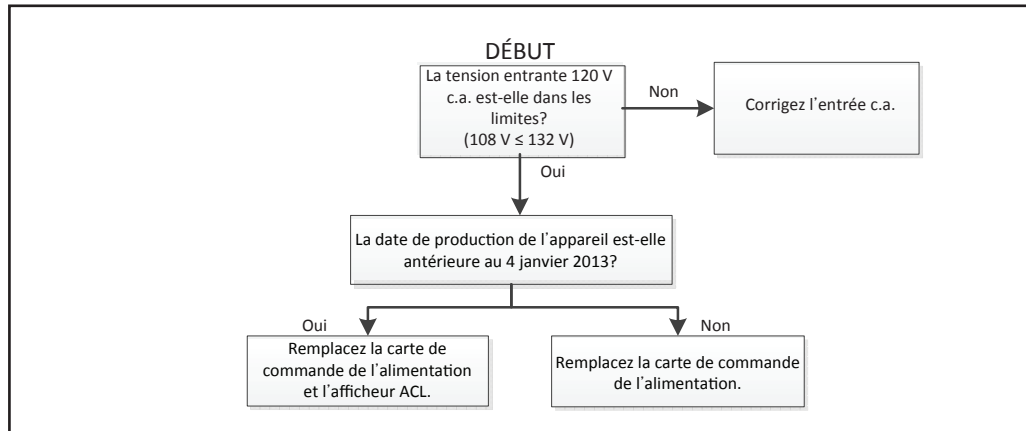 DÉBUT
La tension entrante 120 V
c.a. est-elle dans les
limites?
(108 V ≤ 132 V)
Non
Corrigez l'entrée c.a.
Oui
La date de production de l'appareil est-elle
antérieure au 4 janvier 2013?
Oui
Non
Remplacez la carte de
commande de l'alimentation
et l'afficheur ACL.
Remplacez la carte de commande
de l'alimentation.